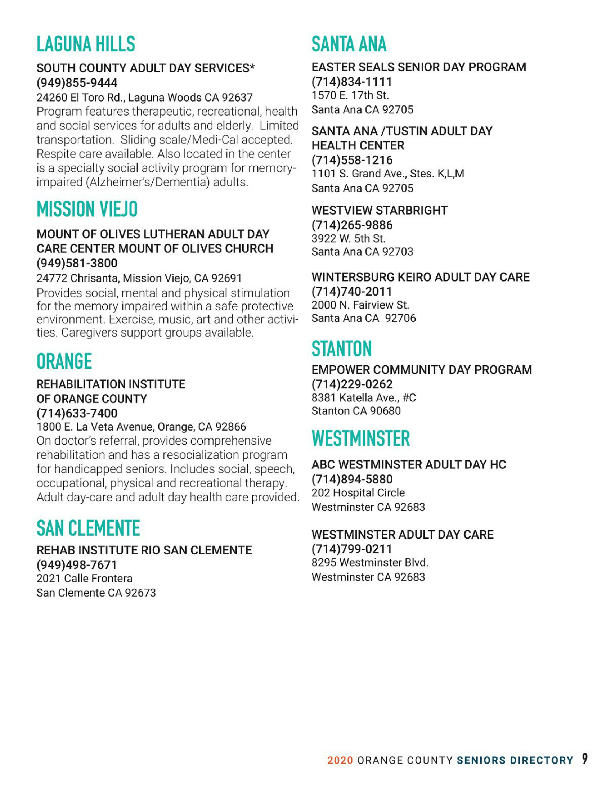 LAGUNA HILLS
SOUTH COUNTY ADULT DAY SERVICES*
(949)855-9444
24260 El Toro Rd., Laguna Woods CA 92637
Program features therapeutic, recreational, health
and social services for adults and elderly. Limited
transportation. Sliding scale/Medi-Cal accepted.
Respite care available. Also located in the center
is a specialty social activity program for memory-
impaired (Alzheimer's/Dementia) adults.
MISSION VIEJO
MOUNT OF OLIVES LUTHERAN ADULT DAY
CARE CENTER MOUNT OF OLIVES CHURCH
(949)581-3800
24772 Chrisanta, Mission Viejo, CA 92691
Provides social, mental and physical stimulation
for the memory impaired within a safe protective
environment. Exercise, music, art and other activi-
ties. Caregivers support groups available.
ORANGE
REHABILITATION INSTITUTE
OF ORANGE COUNTY
(714)633-7400
1800 E. La Veta Avenue, Orange, CA 92866
On doctor's referral, provides comprehensive
rehabilitation and has a resocialization program
for handicapped seniors. Includes social, speech,
occupational, physical and recreational therapy.
Adult day-care and adult day health care provided.
SAN CLEMENTE
REHAB INSTITUTE RIO SAN CLEMENTE
(949)498-7671
2021 Calle Frontera
San Clemente CA 92673
SANTA ANA
EASTER SEALS SENIOR DAY PROGRAM
(714)834-1111
1570 E. 17th St.
Santa Ana CA 92705
SANTA ANA /TUSTIN ADULT DAY
HEALTH CENTER
(714)558-1216
1101 S. Grand Ave., Stes. K,L,M
Santa Ana CA 92705
WESTVIEW STARBRIGHT
(714)265-9886
3922 W. 5th St.
Santa Ana CA 92703
WINTERSBURG KEIRO ADULT DAY CARE
(714)740-2011
2000 N. Fairview St.
Santa Ana CA 92706
STANTON
EMPOWER COMMUNITY DAY PROGRAM
(714)229-0262
8381 Katella Ave., #C
Stanton CA 90680
WESTMINSTER
ABC WESTMINSTER ADULT DAY HC
(714)894-5880
202 Hospital Circle
Westminster CA 92683
WESTMINSTER ADULT DAY CARE
(714)799-0211
8295 Westminster Blvd.
Westminster CA 92683
2020 ORANGE COUNTY SENIORS DIRECTORY 9